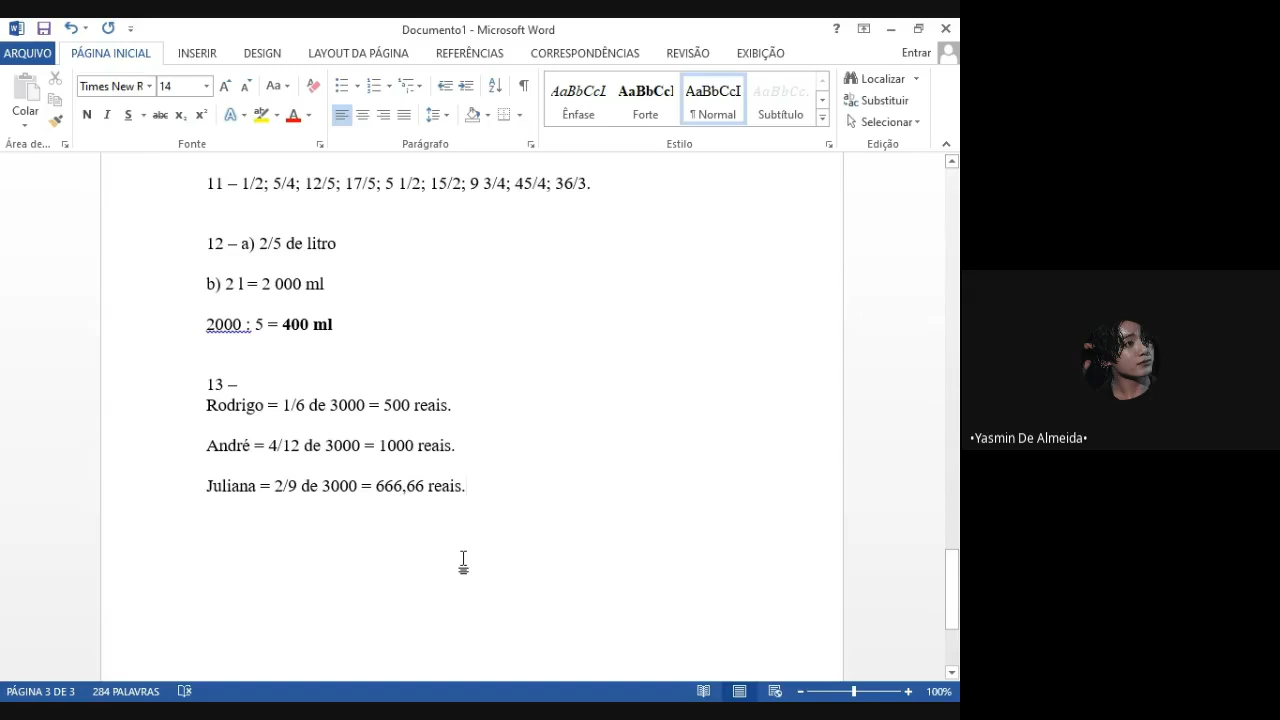 Documento1 - Microsoft Word
ARQUIVO PÁGINA INICIAL INSERIR DESIGN LAYOUT DA PÁGINA REFERÊNCIAS CORRESPONDÊNCIAS REVISÃO EXIBIÇÃO Entrar
Times New R 14 Aa
Colar
N I S abc x₂ x² A A
AaBbCcI AaBbCcI AaBbCcI AaBbCc.
Ênfase Forte ¶ Normal Subtítulo
Localizar
Substituir
Selecionar
Área de... Fonte Parágrafo Estilo Edição
11 – 1/2; 5/4; 12/5; 17/5; 5 1/2; 15/2; 9 3/4; 45/4; 36/3.
12 – a) 2/5 de litro
b) 2 l = 2 000 ml
2000 : 5 = 400 ml
13 –
Rodrigo = 1/6 de 3000 = 500 reais.
André = 4/12 de 3000 = 1000 reais.
Juliana = 2/9 de 3000 = 666,66 reais.
•Yasmin De Almeida•
PÁGINA 3 DE 3 284 PALAVRAS 100%